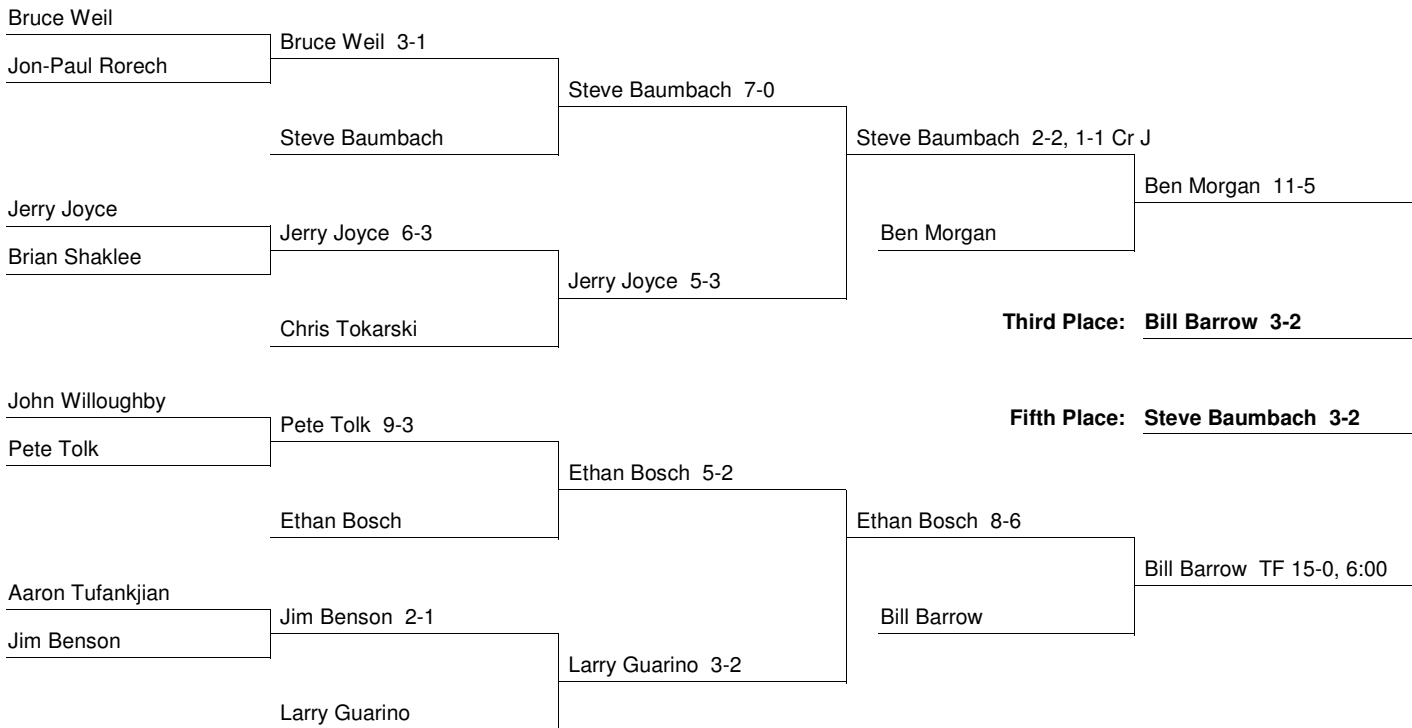 Bruce Weil
Bruce Weil 3-1
Jon-Paul Rorech
Steve Baumbach 7-0
Steve Baumbach
Steve Baumbach 2-2, 1-1 Cr J
Ben Morgan 11-5
Jerry Joyce
Jerry Joyce 6-3
Ben Morgan
Brian Shaklee
Jerry Joyce 5-3
Chris Tokarski
Third Place: Bill Barrow 3-2
John Willoughby
Pete Tolk 9-3
Fifth Place: Steve Baumbach 3-2
Pete Tolk
Ethan Bosch 5-2
Ethan Bosch
Ethan Bosch 8-6
Bill Barrow TF 15-0, 6:00
Aaron Tufankjian
Jim Benson 2-1
Bill Barrow
Jim Benson
Larry Guarino 3-2
Larry Guarino